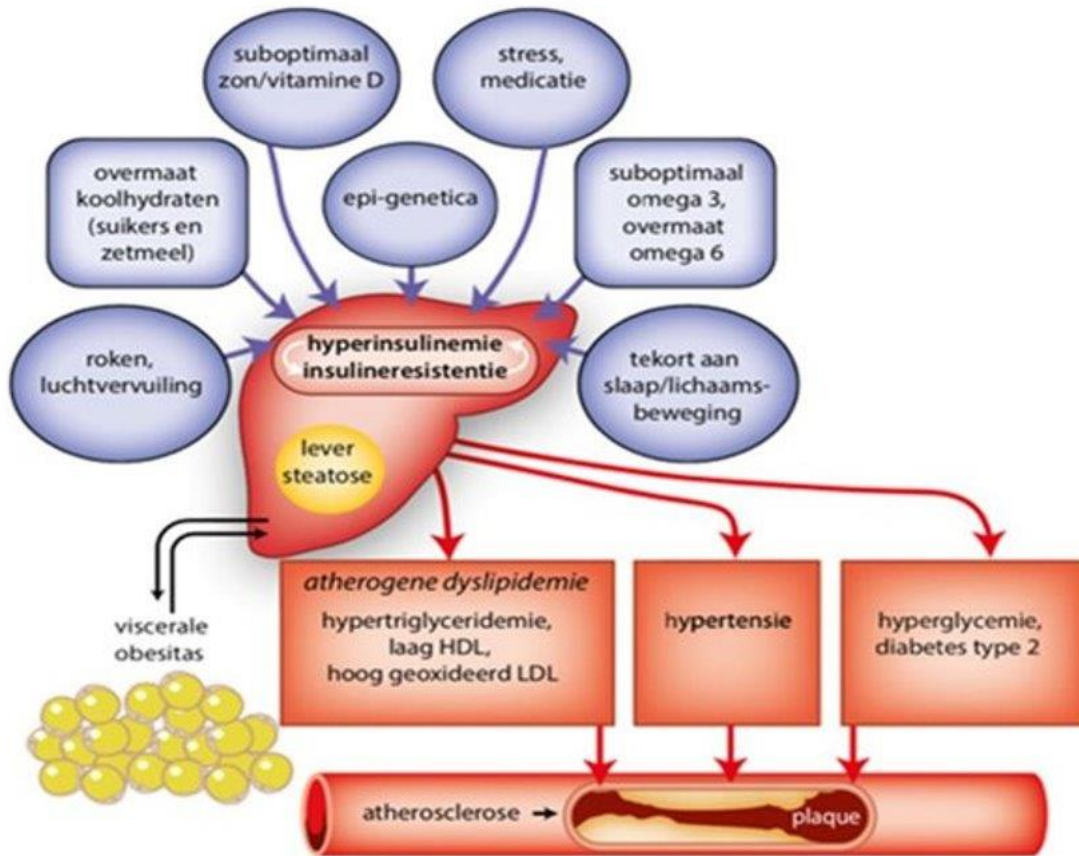 suboptimaal
zon/vitamine D
stress,
medicatie
overmaat
koolhydraten
(suikers en
zetmeel)
epi-genetica
suboptimaal
omega 3,
overmaat
omega 6
roken,
luchtvervuiling
hyperinsulinemie
insulineresistentie
tekort aan
slaap/lichaams-
beweging
lever
steatose
viscerale
obesitas
atherogene dyslipidemie
hypertriglyceridemie,
laag HDL,
hoog geoxideerd LDL
hypertensie
hyperglycemie,
diabetes type 2
atherosclerose
plaque